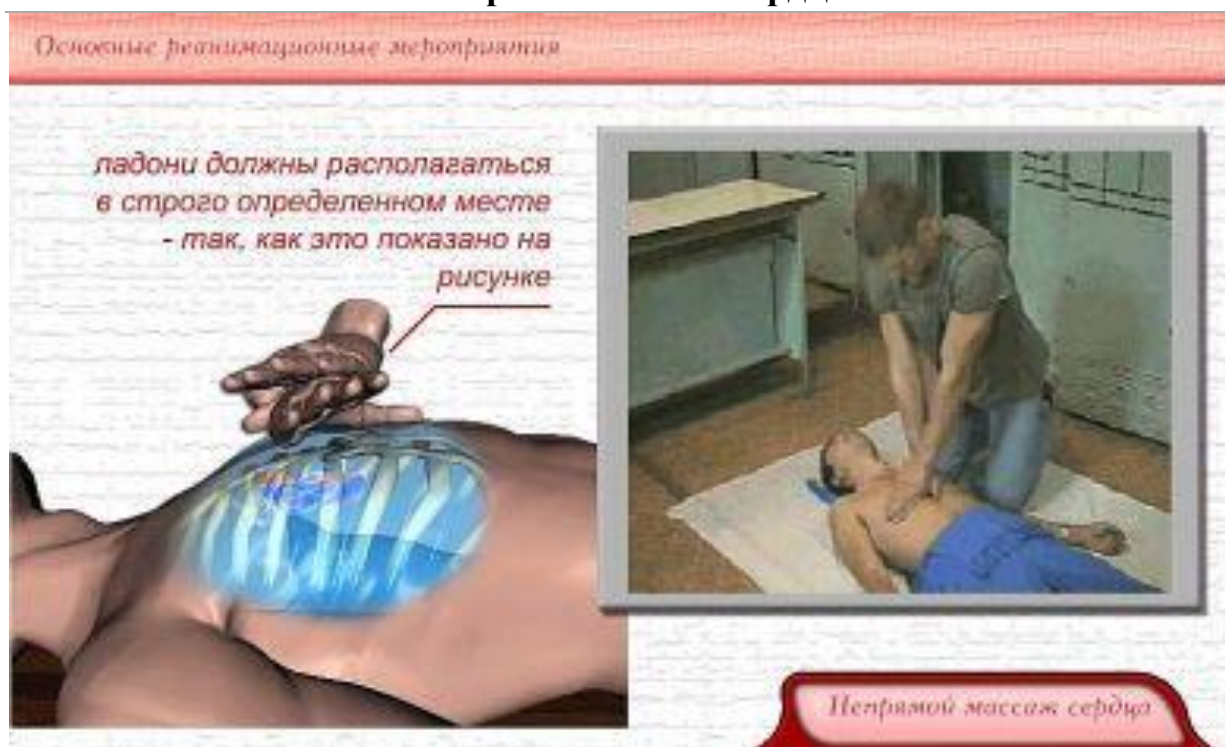 Основные реанимационные мероприятия
ладони должны располагаться
в строго определенном месте
- так, как это показано на
рисунке
Непрямой массаж сердца